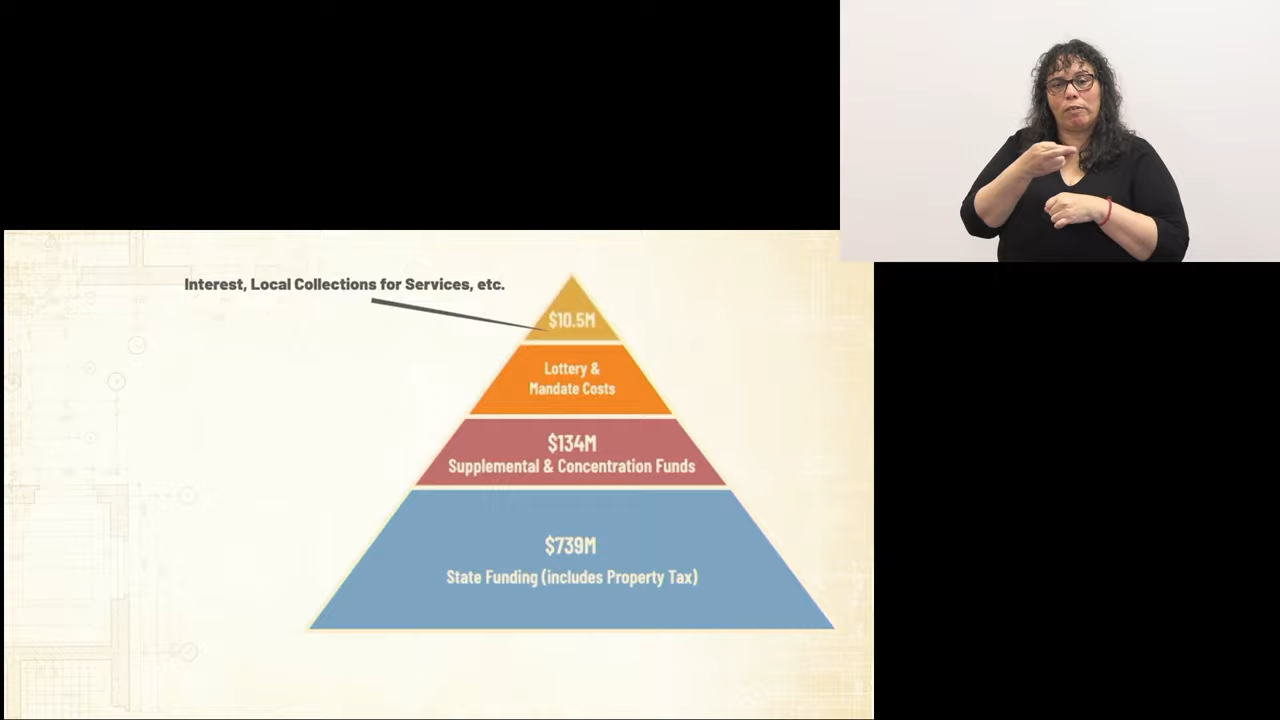 Interest, Local Collections for Services, etc.
$10.5M
Lottery &
Mandate Costs
$134M
Supplemental & Concentration Funds
$739M
State Funding (includes Property Tax)